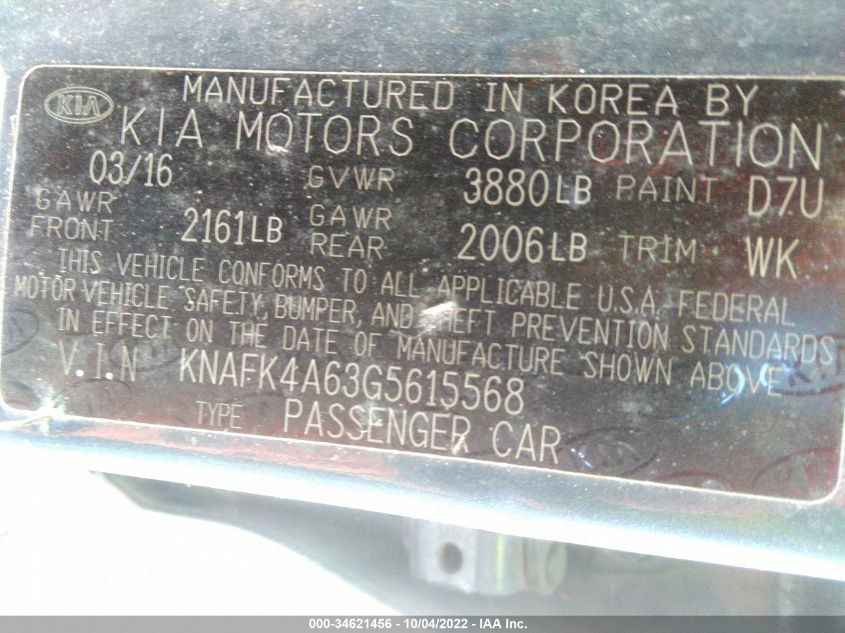 KIA MANUFACTURED IN KOREA BY
KIA MOTORS CORPORATION
03/16 GVWR 3880LB PAINT D7U
GAWR FRONT 2161LB GAWR REAR 2006LB TRIM WK
THIS VEHICLE CONFORMS TO ALL APPLICABLE U.S.A. FEDERAL
MOTOR VEHICLE SAFETY, BUMPER, AND THEFT PREVENTION STANDARDS
IN EFFECT ON THE DATE OF MANUFACTURE SHOWN ABOVE
V.I.N KNAFK4A63G5615568
TYPE PASSENGER CAR
000-34621456 - 10/04/2022 - IAA Inc.